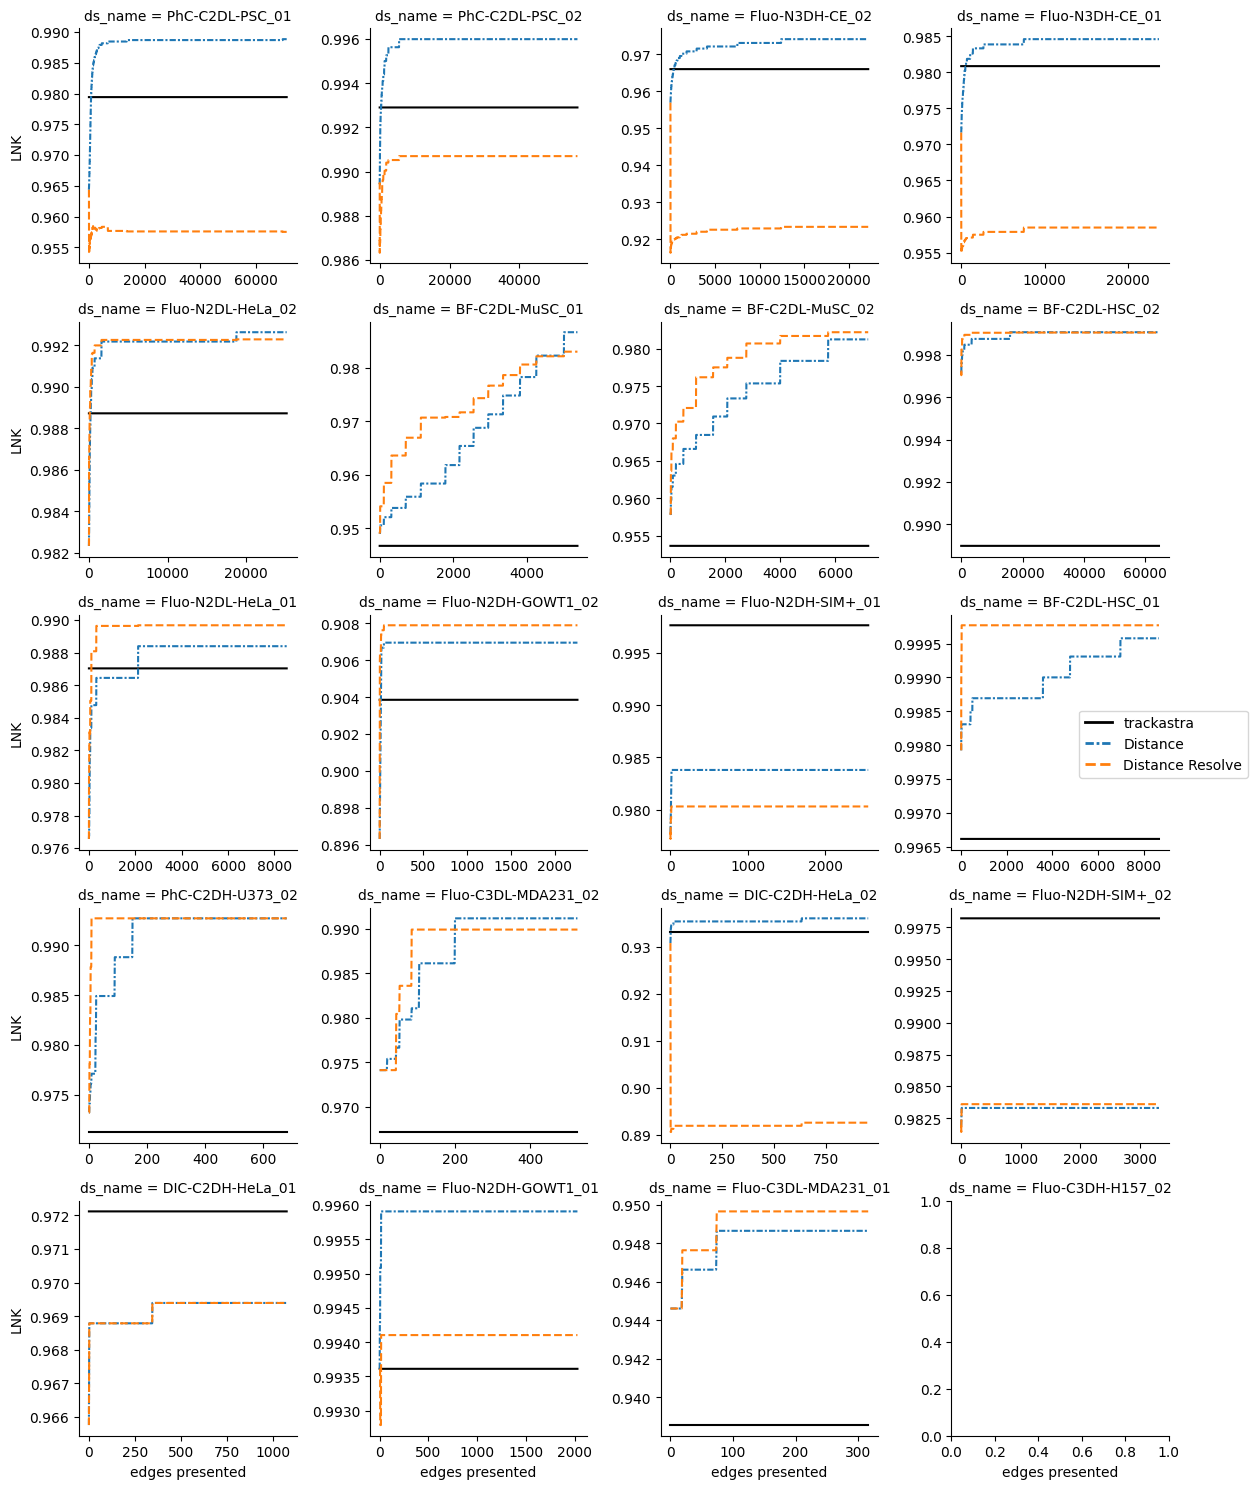 ds_name = PhC-C2DL-PSC_01
ds_name = PhC-C2DL-PSC_02
ds_name = Fluo-N3DH-CE_02
ds_name = Fluo-N3DH-CE_01
LNK
0.990
0.985
0.980
0.975
0.970
0.965
0.960
0.955
0 20000 40000 60000
0.996
0.994
0.992
0.990
0.988
0.986
0 20000 40000
0.97
0.96
0.95
0.94
0.93
0.92
0 5000 10000 15000 20000
0.985
0.980
0.975
0.970
0.965
0.960
0.955
0 10000 20000
ds_name = Fluo-N2DL-HeLa_02
ds_name = BF-C2DL-MuSC_01
ds_name = BF-C2DL-MuSC_02
ds_name = BF-C2DL-HSC_02
LNK
0.992
0.990
0.988
0.986
0.984
0.982
0 10000 20000
0.98
0.97
0.96
0.95
0 2000 4000
0.980
0.975
0.970
0.965
0.960
0.955
0 2000 4000 6000
0.998
0.996
0.994
0.992
0.990
0 20000 40000 60000
ds_name = Fluo-N2DL-HeLa_01
ds_name = Fluo-N2DH-GOWT1_02
ds_name = Fluo-N2DH-SIM+_01
ds_name = BF-C2DL-HSC_01
LNK
0.990
0.988
0.986
0.984
0.982
0.980
0.978
0.976
0 2000 4000 6000 8000
0.908
0.906
0.904
0.902
0.900
0.898
0.896
0 500 1000 1500 2000
0.995
0.990
0.985
0.980
0 1000 2000
0.9995
0.9990
0.9985
0.9980
0.9975
0.9970
0.9965
0 2000 4000 6000 8000
trackastra
Distance
Distance Resolve
ds_name = PhC-C2DH-U373_02
ds_name = Fluo-C3DL-MDA231_02
ds_name = DIC-C2DH-HeLa_02
ds_name = Fluo-N2DH-SIM+_02
LNK
0.990
0.985
0.980
0.975
0 200 400 600
0.990
0.985
0.980
0.975
0.970
0 200 400
0.93
0.92
0.91
0.90
0.89
0 250 500 750
0.9975
0.9950
0.9925
0.9900
0.9875
0.9850
0.9825
0 1000 2000 3000
ds_name = DIC-C2DH-HeLa_01
ds_name = Fluo-N2DH-GOWT1_01
ds_name = Fluo-C3DL-MDA231_01
ds_name = Fluo-C3DH-H157_02
LNK
0.972
0.971
0.970
0.969
0.968
0.967
0.966
0 250 500 750 1000
edges presented
0.9960
0.9955
0.9950
0.9945
0.9940
0.9935
0.9930
0 500 1000 1500 2000
edges presented
0.950
0.948
0.946
0.944
0.942
0.940
0 100 200 300
edges presented
1.0
0.8
0.6
0.4
0.2
0.0
0.0 0.2 0.4 0.6 0.8 1.0
edges presented